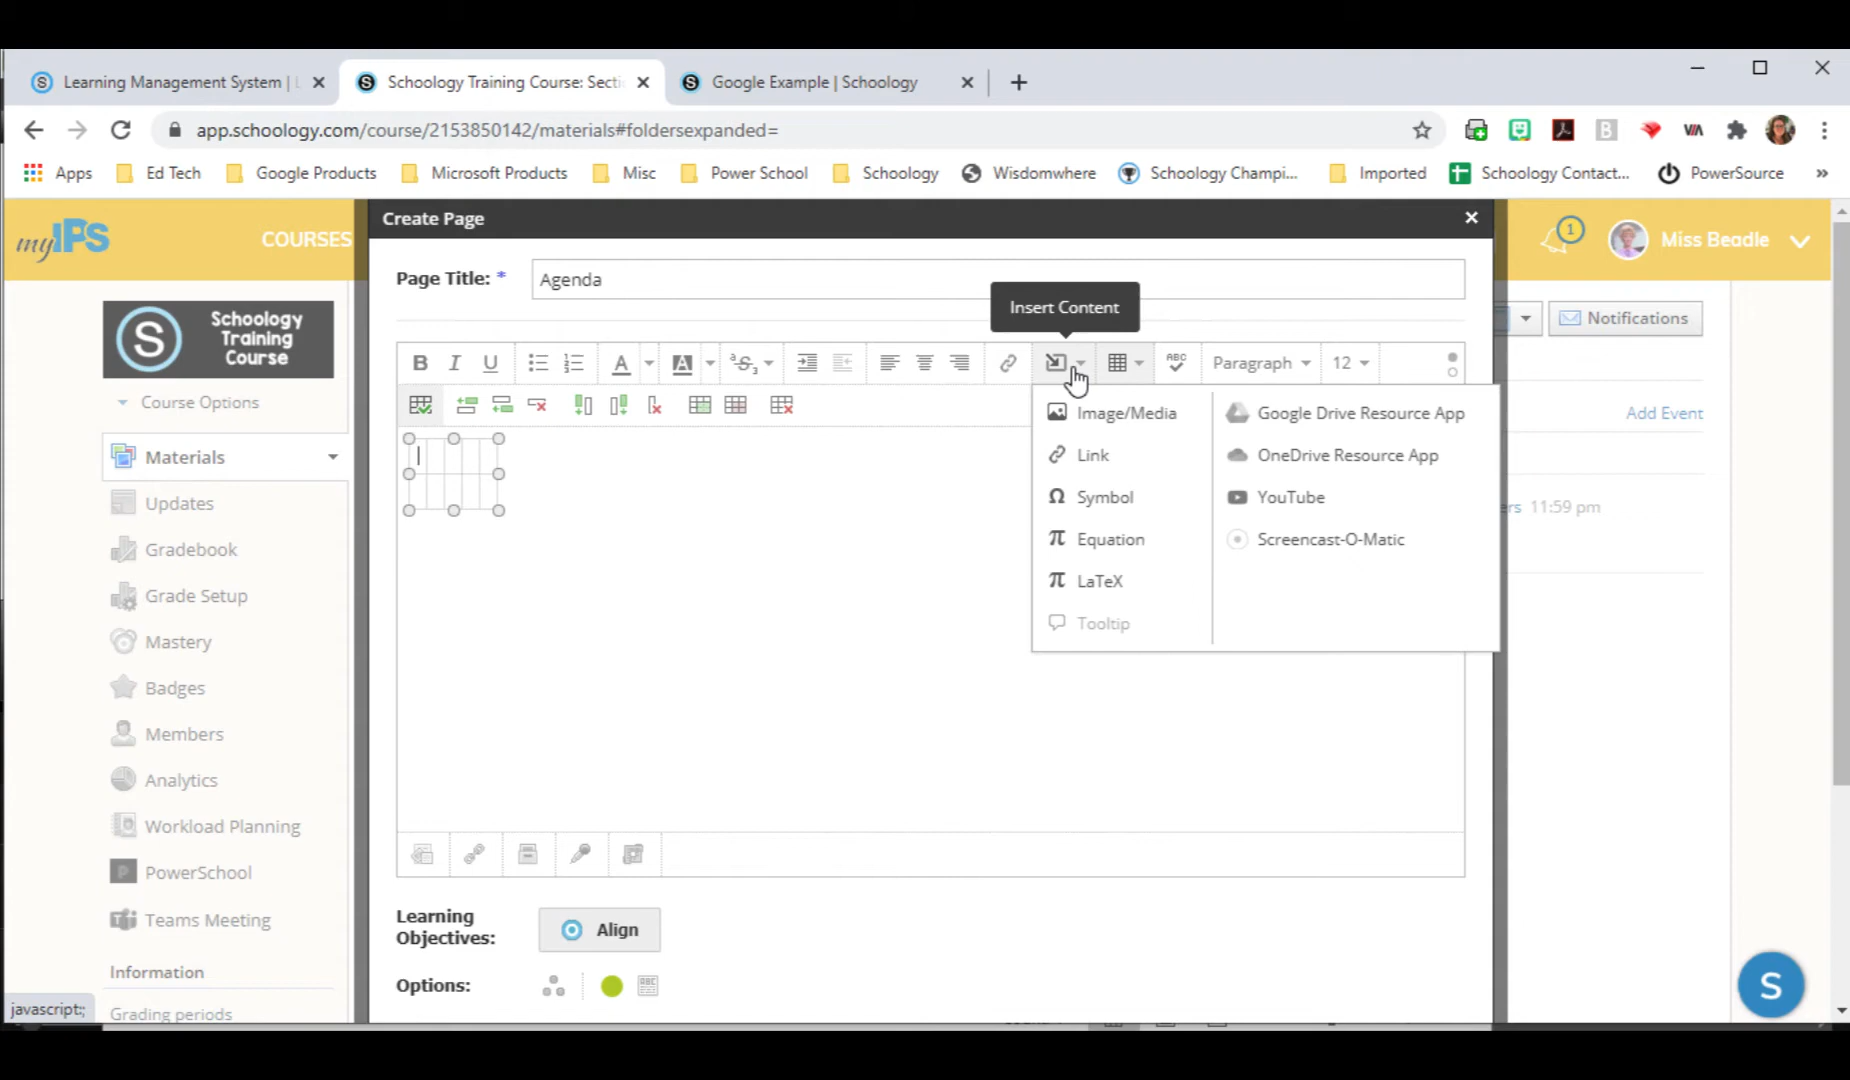 Learning Management System | L
Schoology Training Course: Secti
Google Example | Schoology
app.schoology.com/course/2153850142/materials#foldersexpanded=
Apps
Ed Tech
Google Products
Microsoft Products
Misc
Power School
Schoology
Wisdomwhere
Schoology Champi...
Imported
Schoology Contact...
PowerSource
»
myIPS
COURSES
Create Page
1
Miss Beadle
Page Title: *
Agenda
Insert Content
Notifications
S
Schoology
Training
Course
B I U
A
A
ABC
Paragraph
12
Course Options
Image/Media
Google Drive Resource App
Add Event
Materials
Link
OneDrive Resource App
Updates
Symbol
YouTube
rs 11:59 pm
Gradebook
Equation
Screencast-O-Matic
Grade Setup
LaTeX
Mastery
Tooltip
Badges
Members
Analytics
Workload Planning
PowerSchool
Teams Meeting
Learning
Objectives:
Align
Information
Options:
ABC
S
javascript:;
Grading periods